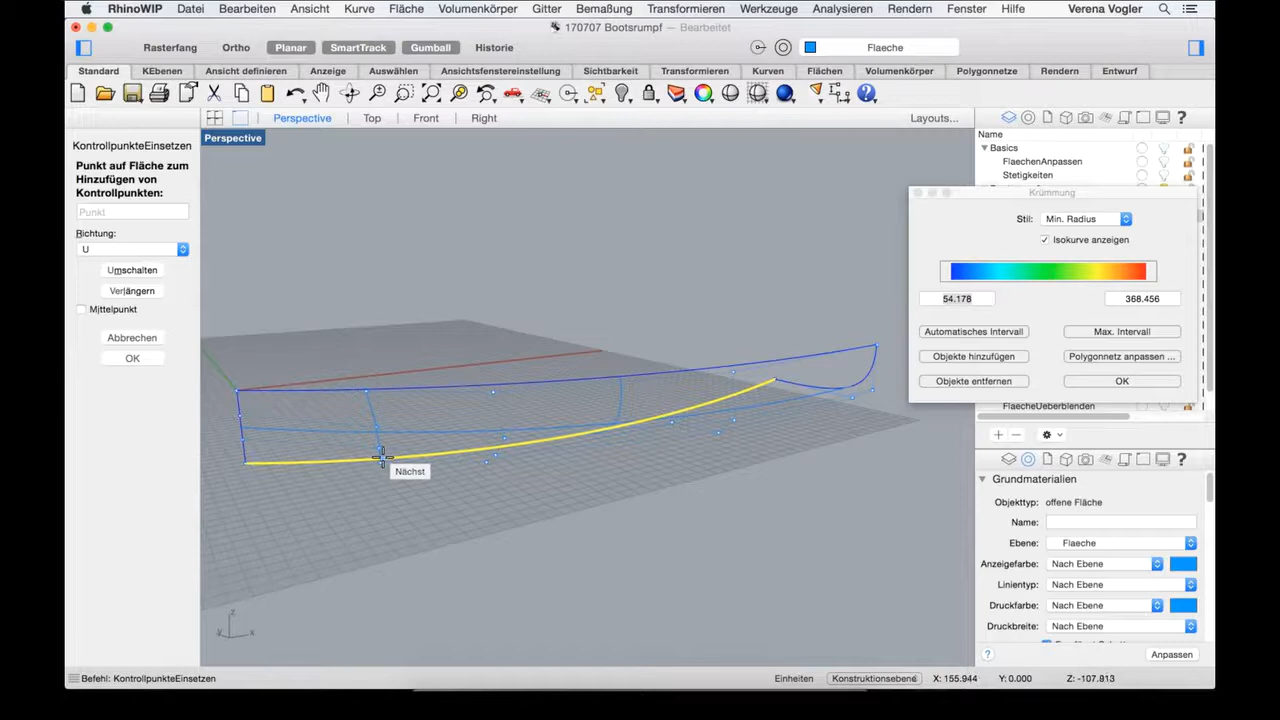 RhinoWIP Datei Bearbeiten Ansicht Kurve Fläche Volumenkörper Gitter Bemaßung Transformieren Werkzeuge Analysieren Rendern Fenster Hilfe Verena Vogler
170707 Bootsrumpf — Bearbeitet
Rasterfang Ortho Planar SmartTrack Gumball Historie Flaeche
Standard KEbenen Ansicht definieren Anzeige Auswählen Ansichtsfenstereinstellung Sichtbarkeit Transformieren Kurven Flächen Volumenkörper Polygonnetze Rendern Entwurf
Perspective Top Front Right Layouts...
Perspective
KontrollpunkteEinsetzen
Punkt auf Fläche zum
Hinzufügen von
Kontrollpunkten:
Punkt
Richtung:
U
Umschalten
Verlängern
Mittelpunkt
Abbrechen
OK
Nächst
z
y x
Name
Basics
FlaechenAnpassen
Stetigkeiten
Krümmung
Stil: Min. Radius
Isokurve anzeigen
54.178 368.456
Automatisches Intervall Max. Intervall
Objekte hinzufügen Polygonnetz anpassen ...
Objekte entfernen OK
FlaecheUeberblenden
Grundmaterialien
Objekttyp: offene Fläche
Name:
Ebene: Flaeche
Anzeigefarbe: Nach Ebene
Linientyp: Nach Ebene
Druckfarbe: Nach Ebene
Druckbreite: Nach Ebene
? Anpassen
Befehl: KontrollpunkteEinsetzen Einheiten Konstruktionsebene X: 155.944 Y: 0.000 Z: -107.813